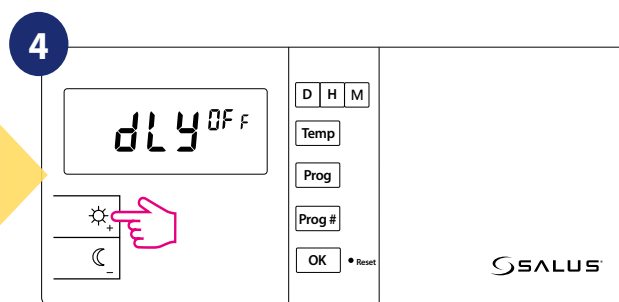 4
dLY OFF
D H M
Temp
Prog
+
Prog #
−
OK
Reset
SALUS